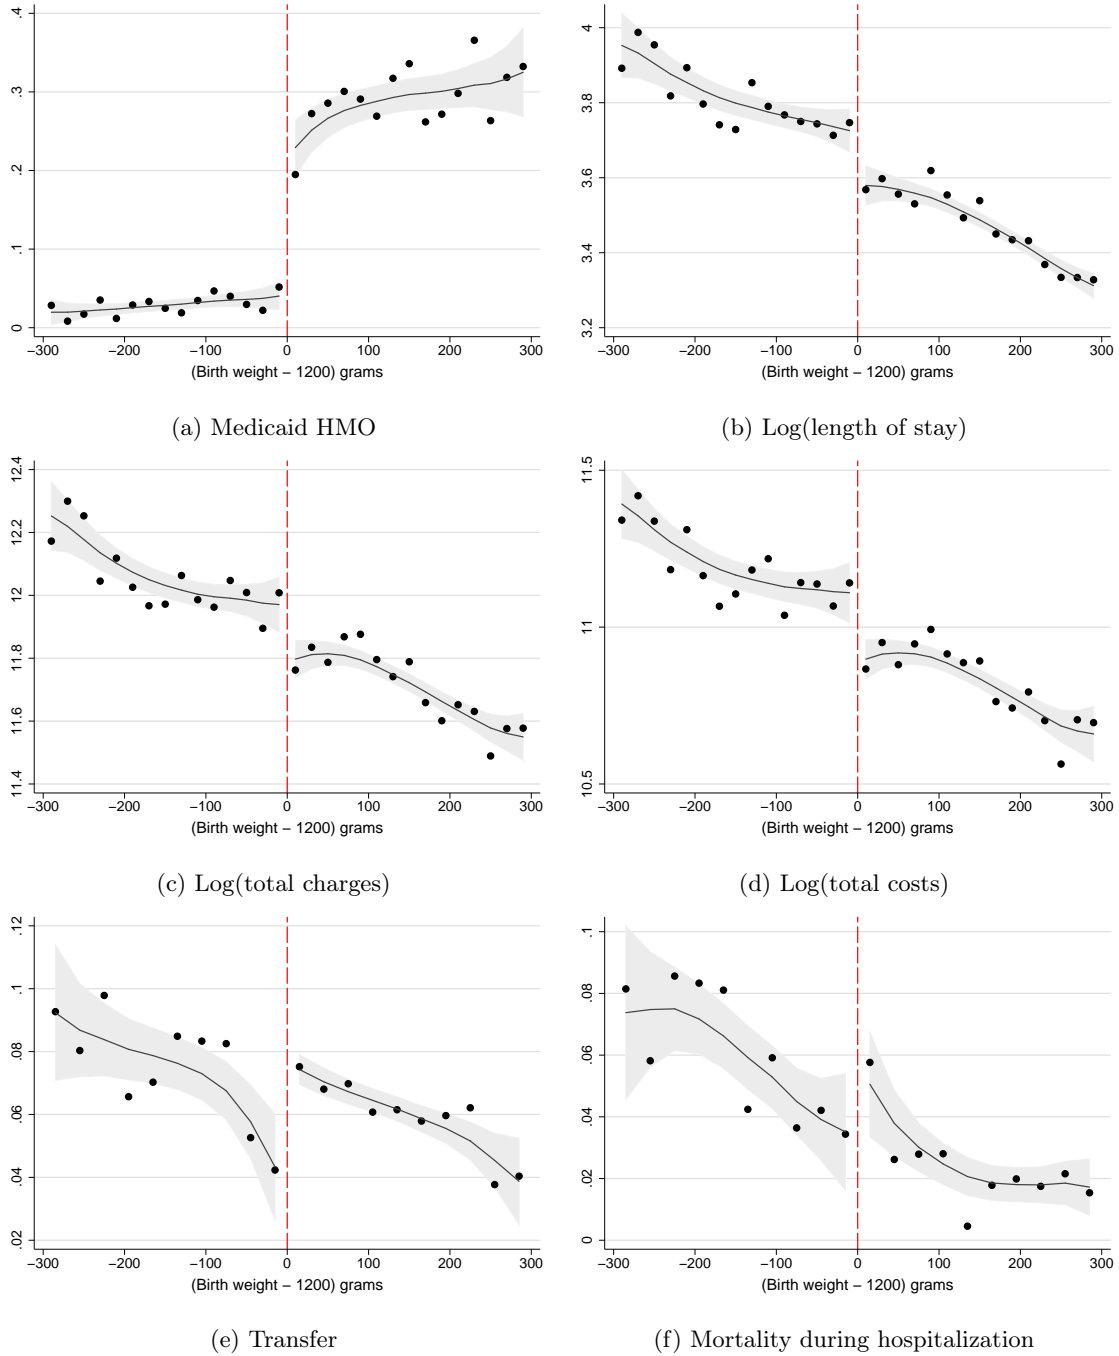 .4
.3
.2
.1
0
−300 −200 −100 0 100 200 300
(Birth weight − 1200) grams
(a) Medicaid HMO
4
3.8
3.6
3.4
3.2
−300 −200 −100 0 100 200 300
(Birth weight − 1200) grams
(b) Log(length of stay)
12.4
12.2
12
11.8
11.6
11.4
−300 −200 −100 0 100 200 300
(Birth weight − 1200) grams
(c) Log(total charges)
11.5
11
10.5
−300 −200 −100 0 100 200 300
(Birth weight − 1200) grams
(d) Log(total costs)
.12
.1
.08
.06
.04
.02
−300 −200 −100 0 100 200 300
(Birth weight − 1200) grams
(e) Transfer
.1
.08
.06
.04
.02
0
−300 −200 −100 0 100 200 300
(Birth weight − 1200) grams
(f) Mortality during hospitalization